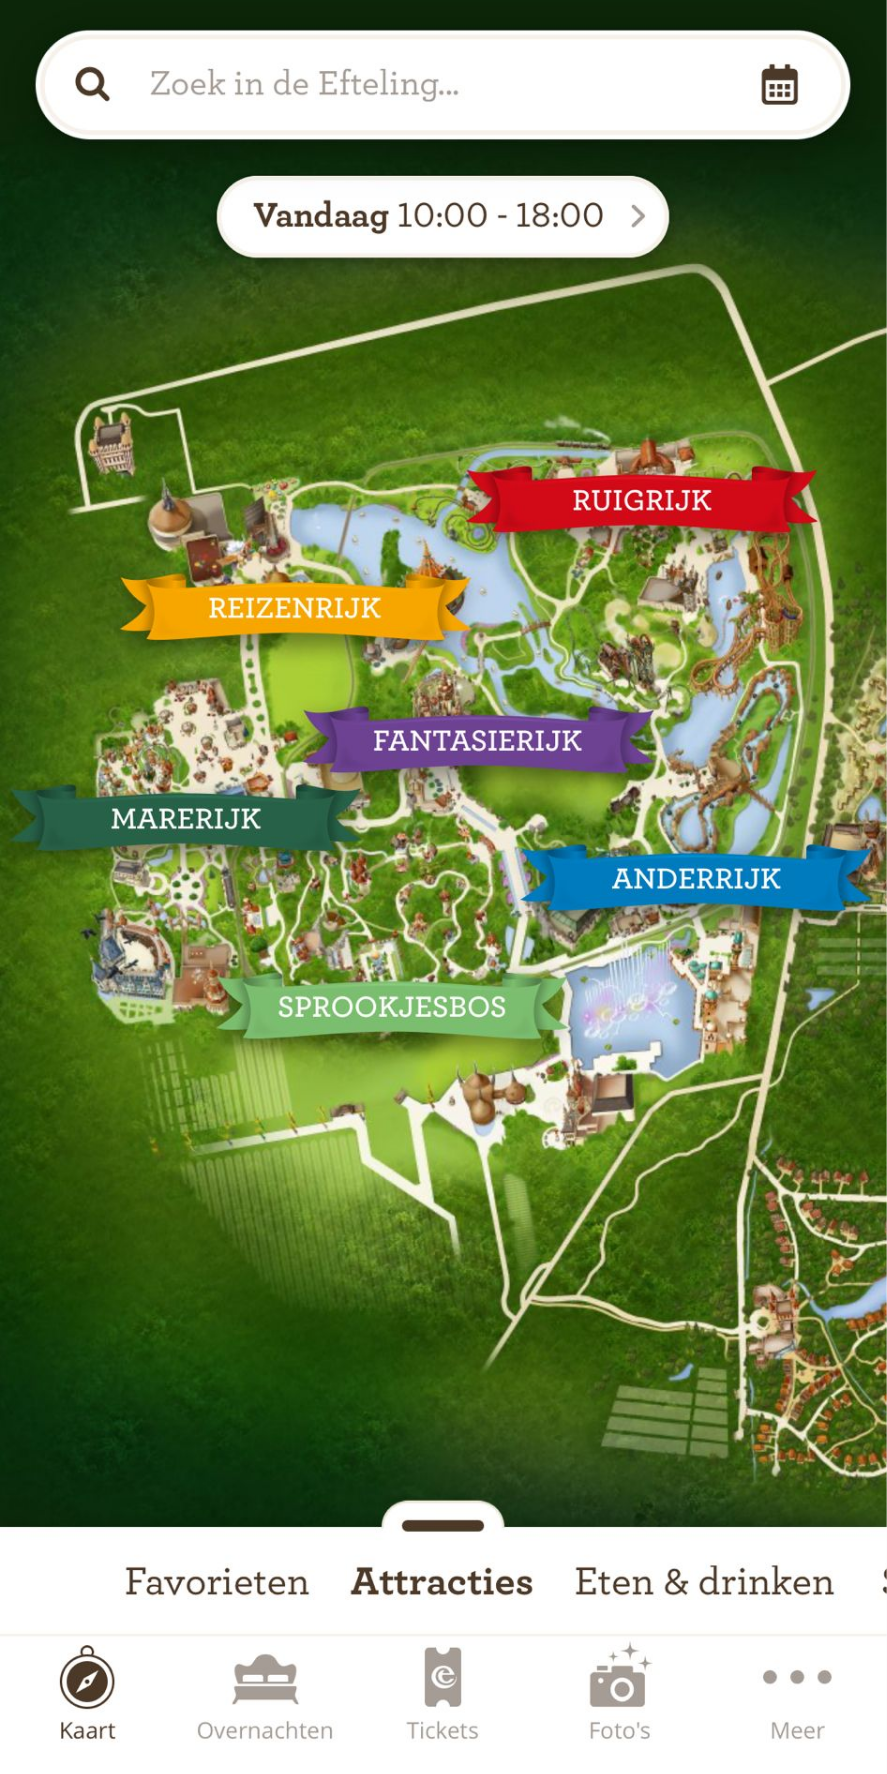 Zoek in de Efteling...
Vandaag 10:00 - 18:00
RUIGRIJK
REIZENRIJK
FANTASIERIJK
MARERIJK
ANDERRIJK
SPROOKJESBOS
Favorieten Attracties Eten & drinken
Kaart Overnachten Tickets Foto's Meer